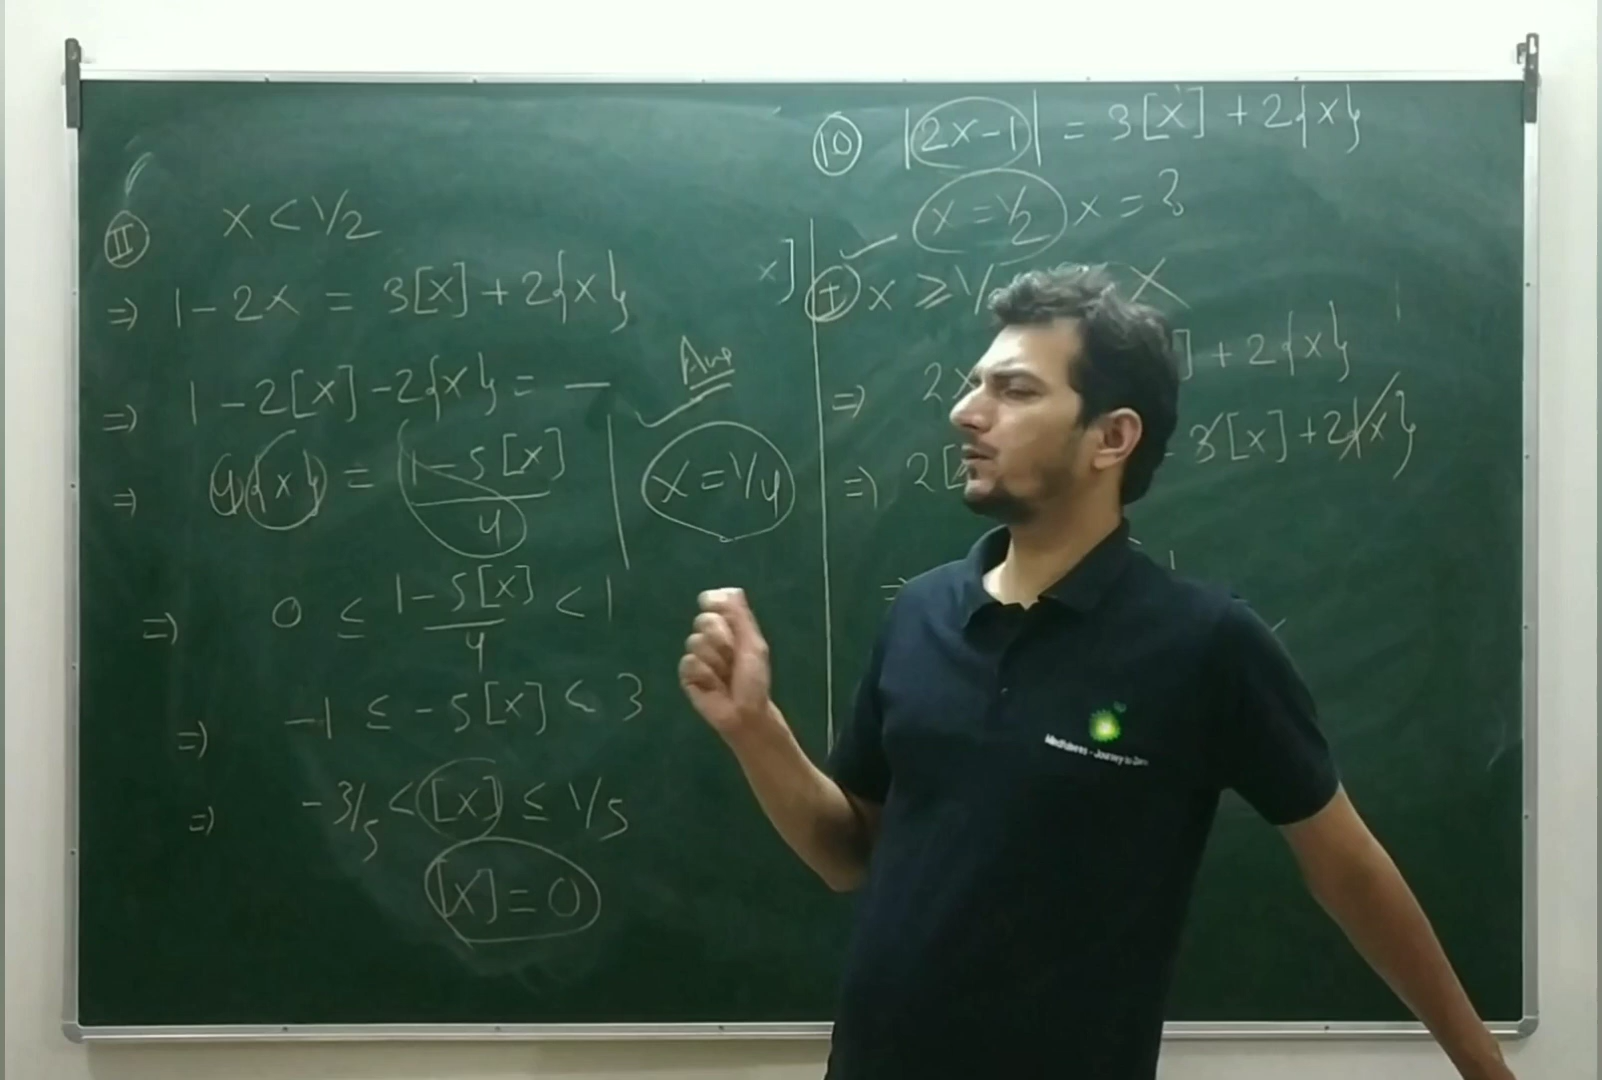 10 |2x-1| = 3[x] + 2{x}
x = 1/2 x = ?
I x ≥ 1/ X
II x < 1/2
⇒ 1 - 2x = 3[x] + 2{x}
⇒ 1 - 2[x] - 2{x} = —
⇒ 4{x} = 1-5[x] / 4
⇒ 0 ≤ 1-5[x] / 4 < 1
⇒ -1 ≤ -5[x] < 3
⇒ -3/5 < [x] ≤ 1/5
[x] = 0
Ans
x = 1/4
x]
⇒ 2x ] + 2{x}
⇒ 2[ 3[x] + 2{x}
⇒